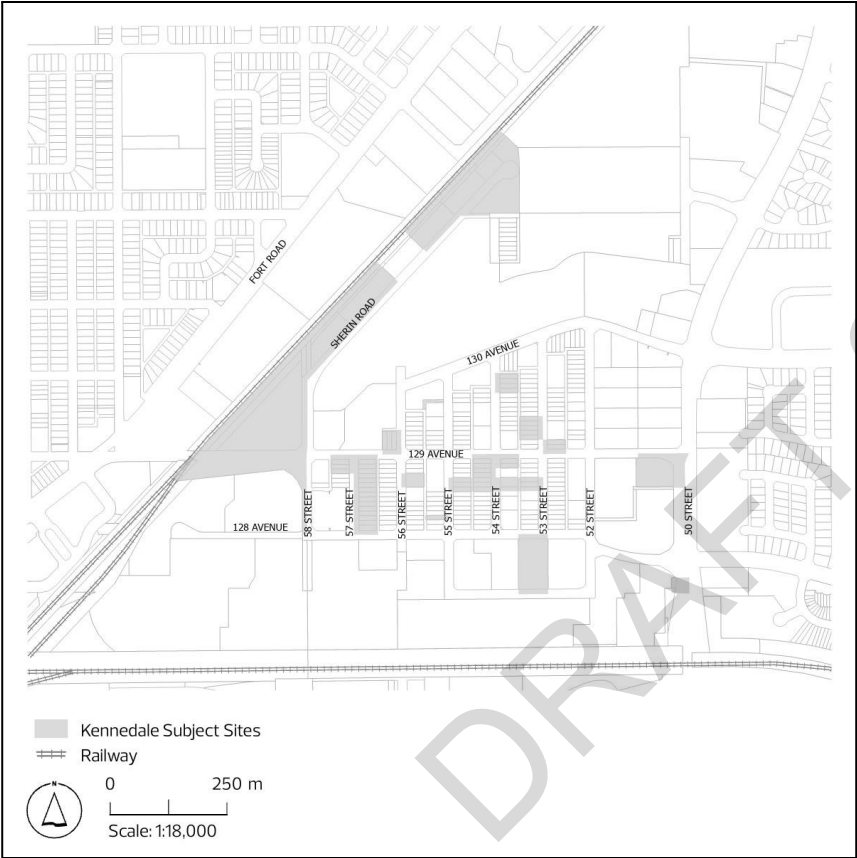 FORT ROAD
SHERIN ROAD
130 AVENUE
129 AVENUE
128 AVENUE
58 STREET
57 STREET
56 STREET
55 STREET
54 STREET
53 STREET
52 STREET
50 STREET
DRAFT
Kennedale Subject Sites
Railway
N
0 250 m
Scale: 1:18,000